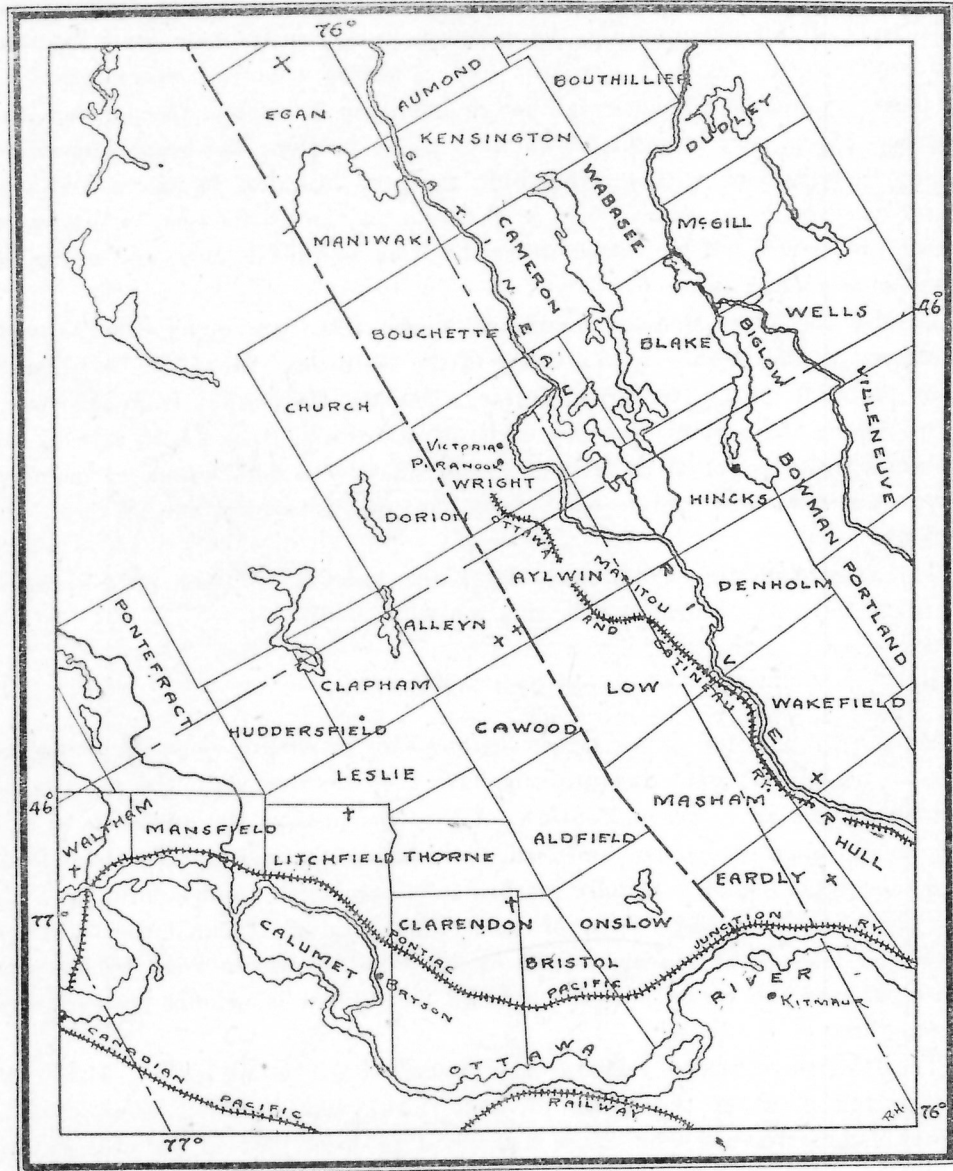 76°
EGAN
AUMOND
BOUTHILLIER
KENSINGTON
DUDLEY
MANIWAKI
GATINEAU
CAMERON
WABASEE
McGILL
BOUCHETTE
BLAKE
BIGLOW
WELLS
46°
CHURCH
VILLENEUVE
VICTORIA
WRIGHT
HINCKS
BOWMAN
DORION
OTTAWA
AYLWIN
MANITOU
DENHOLM
PORTLAND
PONTEFRACT
ALLEYN
AND
GATINEAU
RY.
RIVER
CLAPHAM
LOW
WAKEFIELD
HUDDERSFIELD
CAWOOD
LESLIE
46°
MASHAM
WALTHAM
MANSFIELD
LITCHFIELD
THORNE
ALDFIELD
HULL
EARDLY
77°
CLARENDON
ONSLOW
CALUMET
PONTIAC
PACIFIC
JUNCTION
RY.
BRISTOL
BRYSON
RIVER
KITMAUR
CANADIAN
PACIFIC
OTTAWA
RAILWAY
77°
R.H.
76°